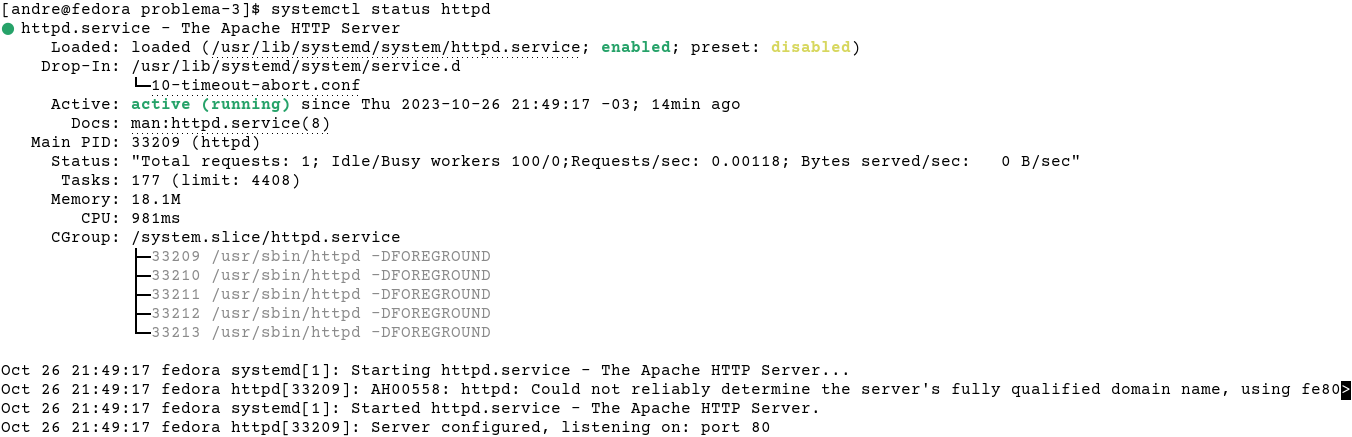 [andre@fedora problema-3]$ systemctl status httpd
● httpd.service - The Apache HTTP Server
     Loaded: loaded (/usr/lib/systemd/system/httpd.service; enabled; preset: disabled)
    Drop-In: /usr/lib/systemd/system/service.d
             └─10-timeout-abort.conf
     Active: active (running) since Thu 2023-10-26 21:49:17 -03; 14min ago
       Docs: man:httpd.service(8)
   Main PID: 33209 (httpd)
     Status: "Total requests: 1; Idle/Busy workers 100/0;Requests/sec: 0.00118; Bytes served/sec:   0 B/sec"
      Tasks: 177 (limit: 4408)
     Memory: 18.1M
        CPU: 981ms
     CGroup: /system.slice/httpd.service
             ├─33209 /usr/sbin/httpd -DFOREGROUND
             ├─33210 /usr/sbin/httpd -DFOREGROUND
             ├─33211 /usr/sbin/httpd -DFOREGROUND
             ├─33212 /usr/sbin/httpd -DFOREGROUND
             └─33213 /usr/sbin/httpd -DFOREGROUND

Oct 26 21:49:17 fedora systemd[1]: Starting httpd.service - The Apache HTTP Server...
Oct 26 21:49:17 fedora httpd[33209]: AH00558: httpd: Could not reliably determine the server's fully qualified domain name, using fe80>
Oct 26 21:49:17 fedora systemd[1]: Started httpd.service - The Apache HTTP Server.
Oct 26 21:49:17 fedora httpd[33209]: Server configured, listening on: port 80